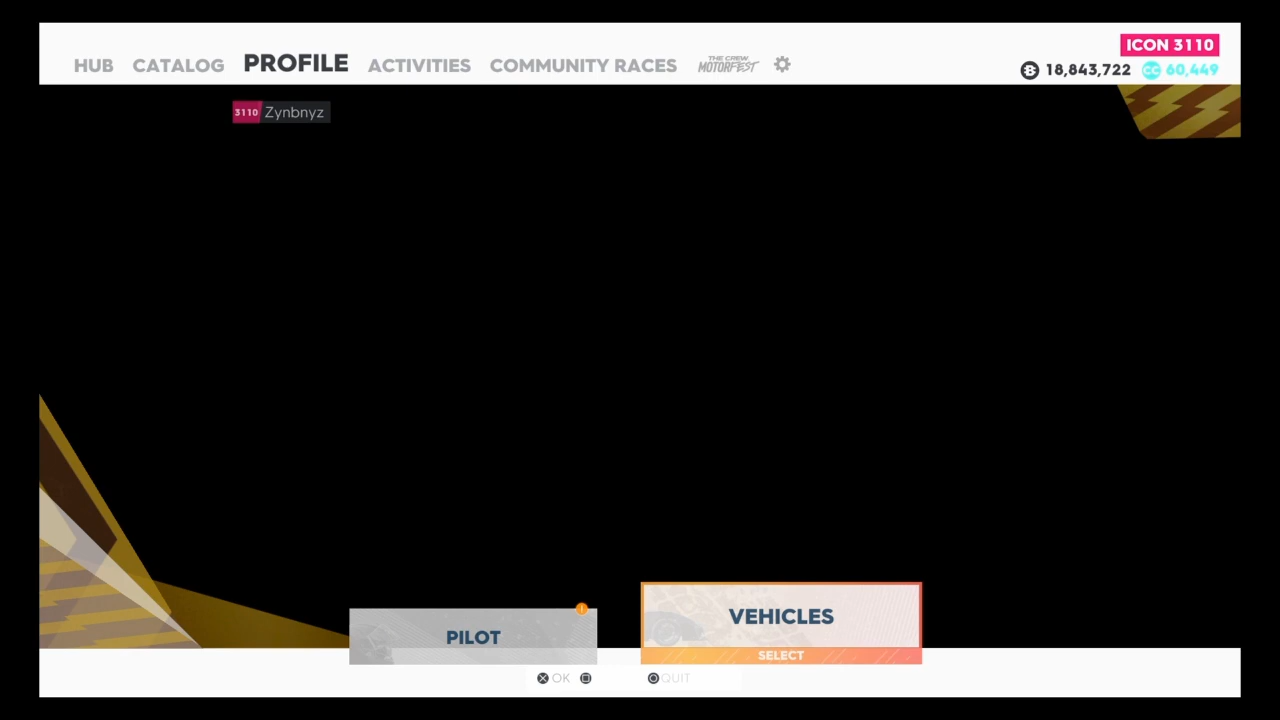 ICON 3110
HUB CATALOG PROFILE ACTIVITIES COMMUNITY RACES THE CREW MOTORFEST
18,843,722 CC 60,449
3110 Zynbnyz
VEHICLES
PILOT
SELECT
OK QUIT